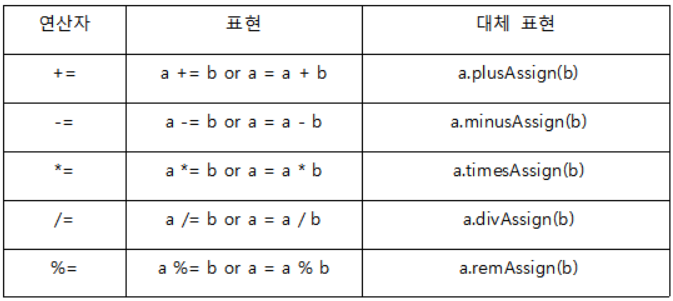 연산자 표현 대체 표현
+= a += b or a = a + b a.plusAssign(b)
-= a -= b or a = a - b a.minusAssign(b)
*= a *= b or a = a * b a.timesAssign(b)
/= a /= b or a = a / b a.divAssign(b)
%= a %= b or a = a % b a.remAssign(b)